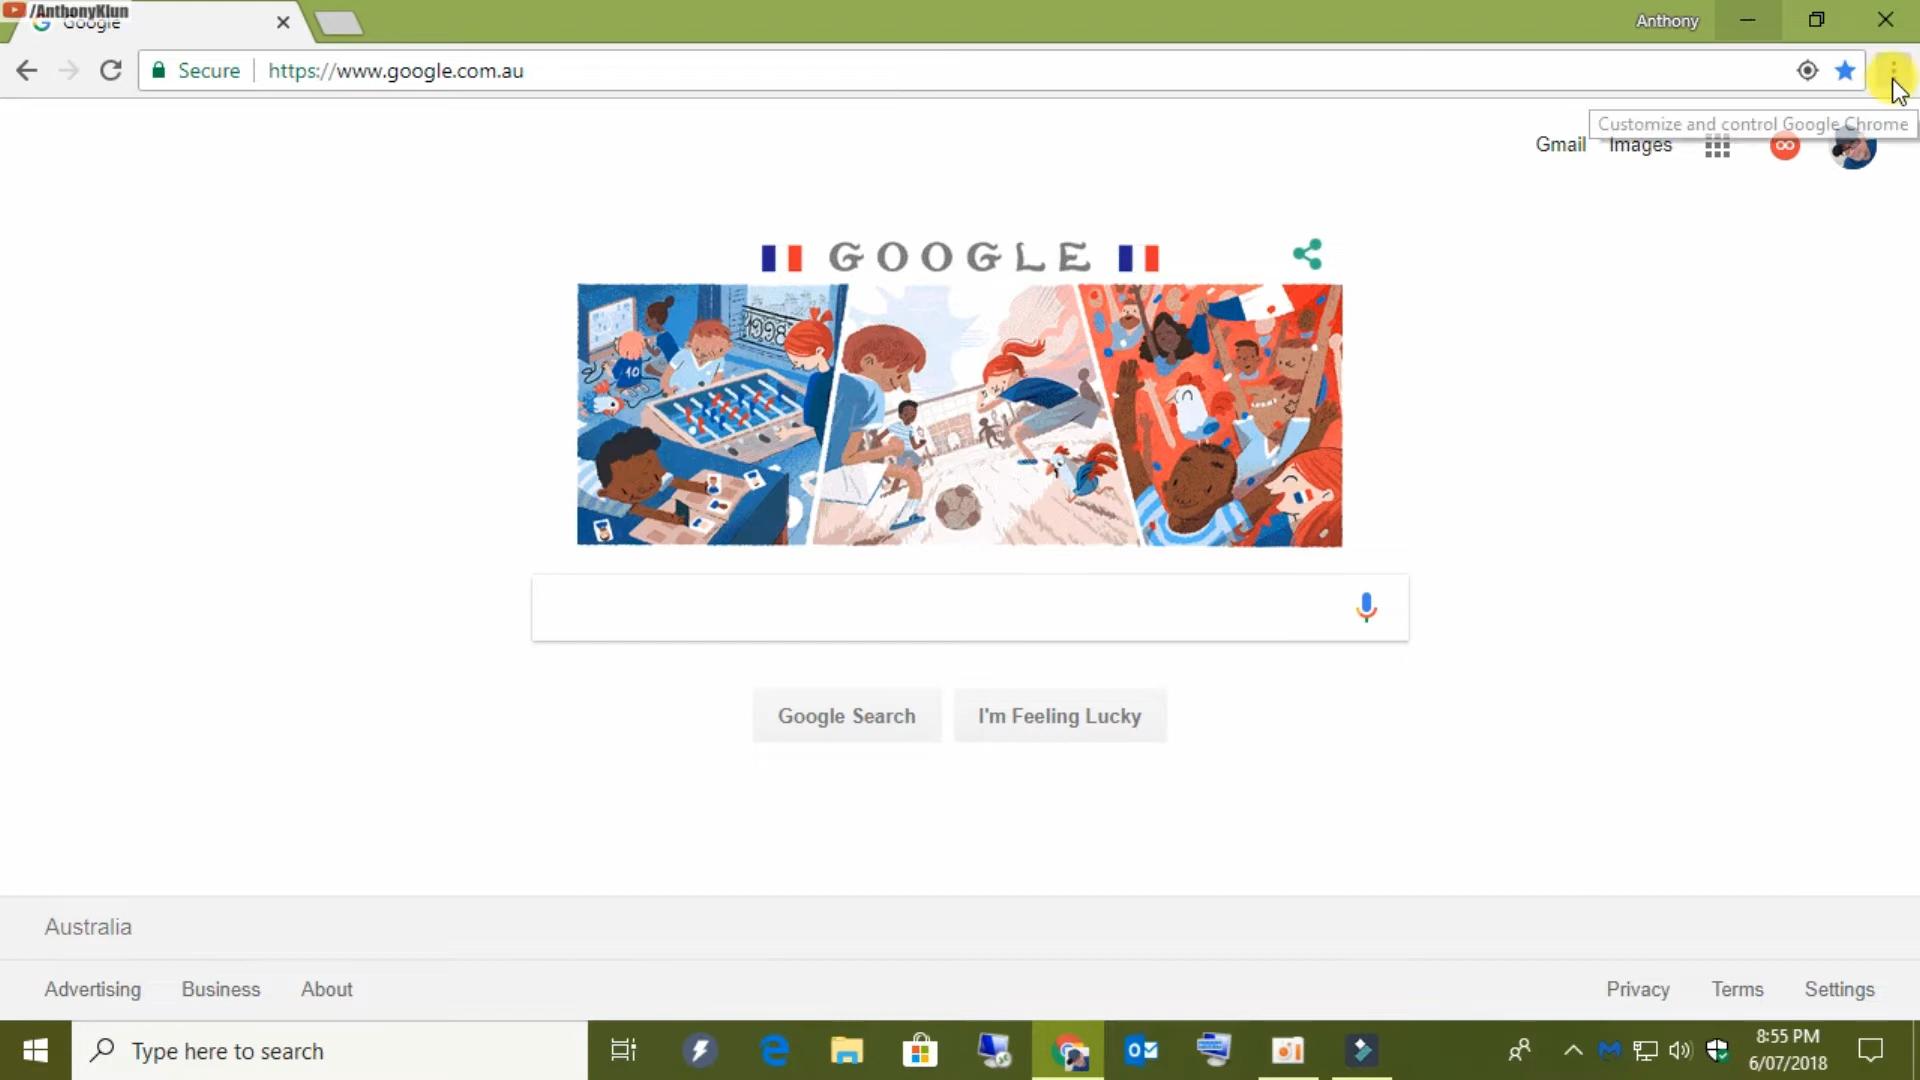 /AnthonyKlun
Google
Anthony
Secure
https://www.google.com.au
Customize and control Google Chrome
Gmail
Images
GOOGLE
1998
10
Google Search
I'm Feeling Lucky
Australia
Advertising
Business
About
Privacy
Terms
Settings
Type here to search
8:55 PM
6/07/2018